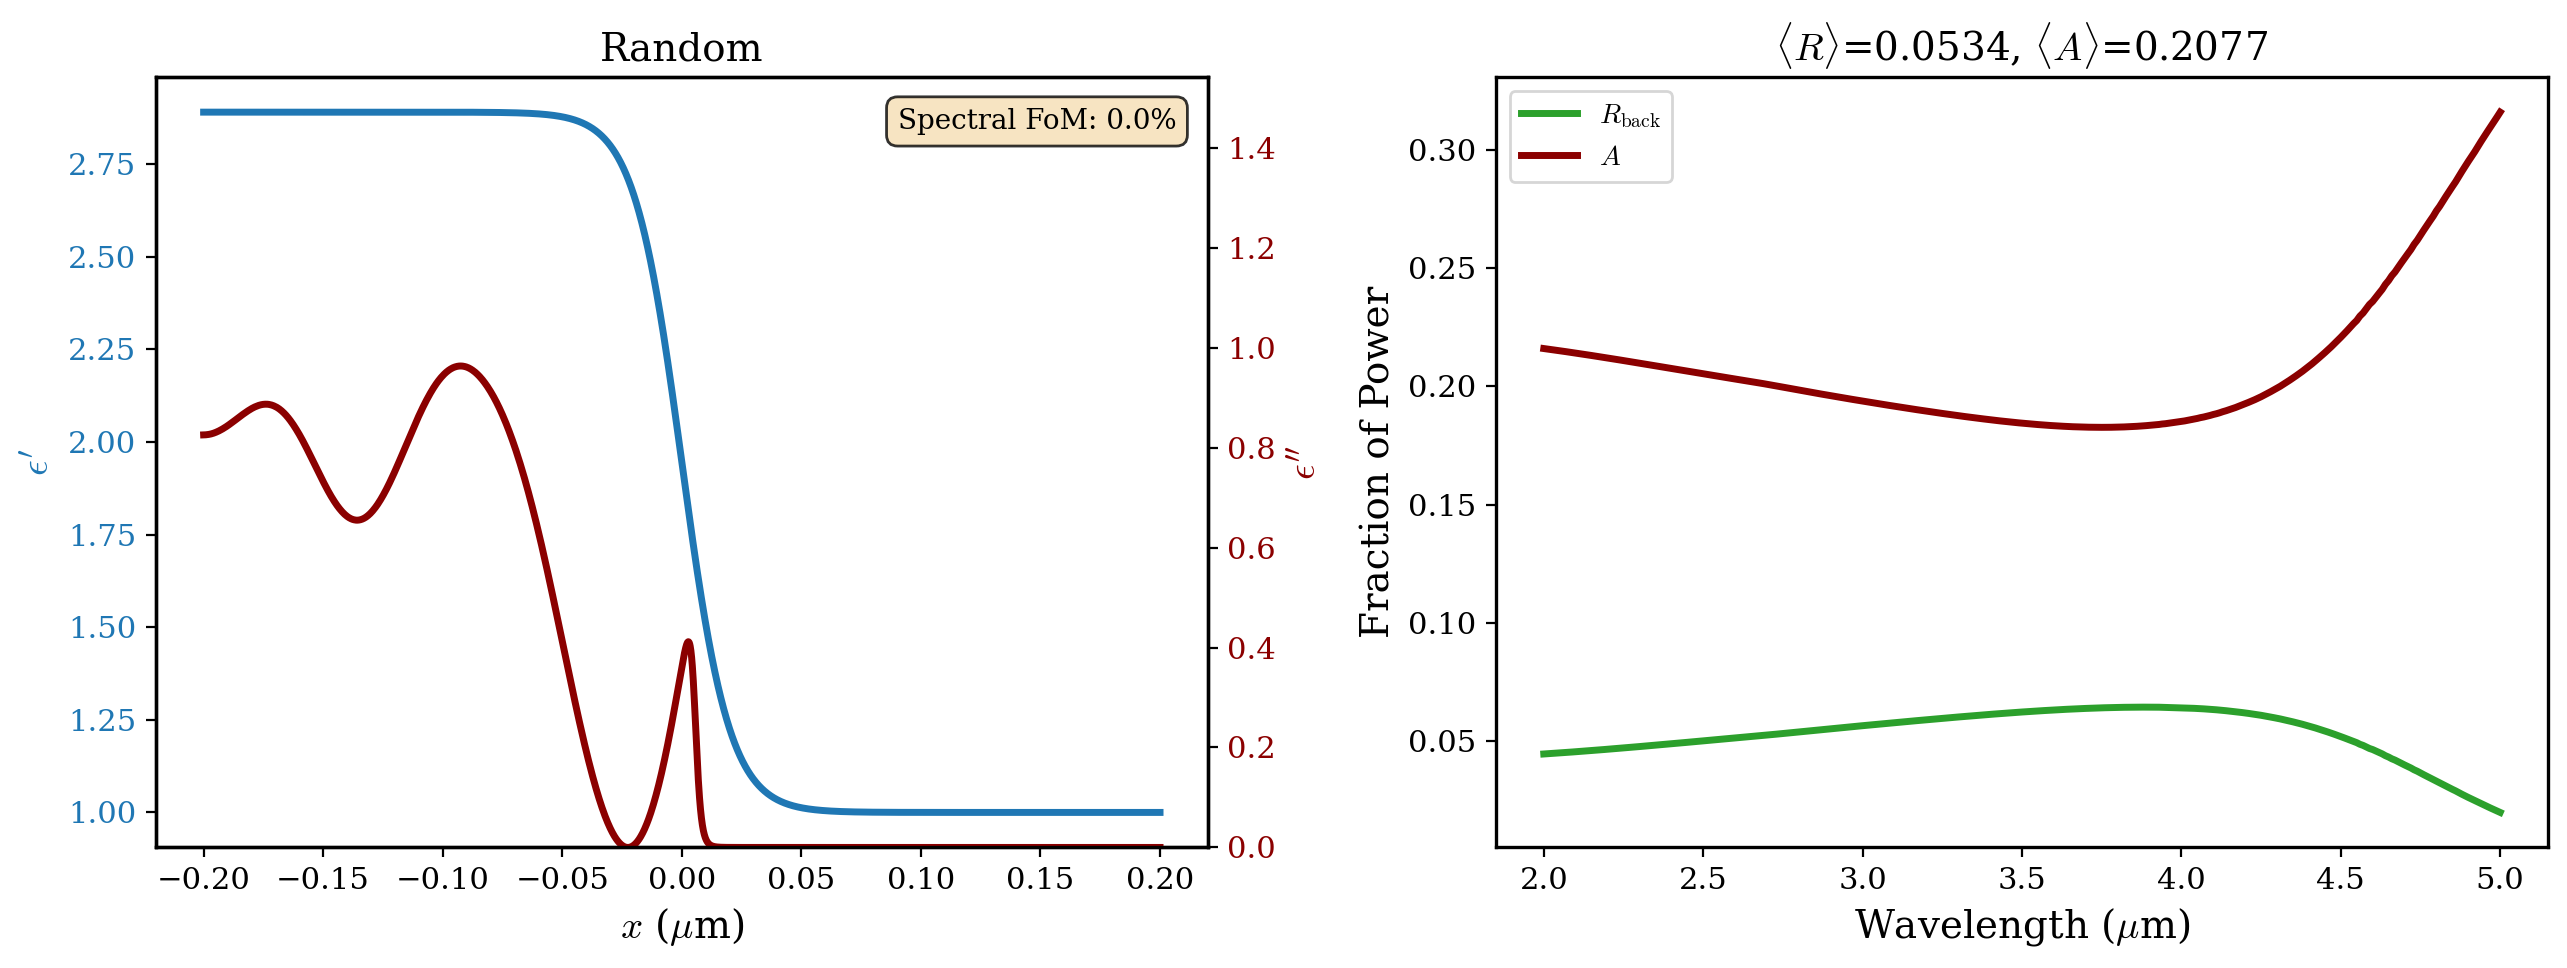 Random
Spectral FoM: 0.0%
2.75
2.50
2.25
2.00
1.75
1.50
1.25
1.00
ϵ′
1.4
1.2
1.0
0.8
0.6
0.4
0.2
0.0
ϵ″
−0.20 −0.15 −0.10 −0.05 0.00 0.05 0.10 0.15 0.20
x (μm)
⟨R⟩=0.0534, ⟨A⟩=0.2077
R_back
A
0.30
0.25
0.20
0.15
0.10
0.05
Fraction of Power
2.0 2.5 3.0 3.5 4.0 4.5 5.0
Wavelength (μm)